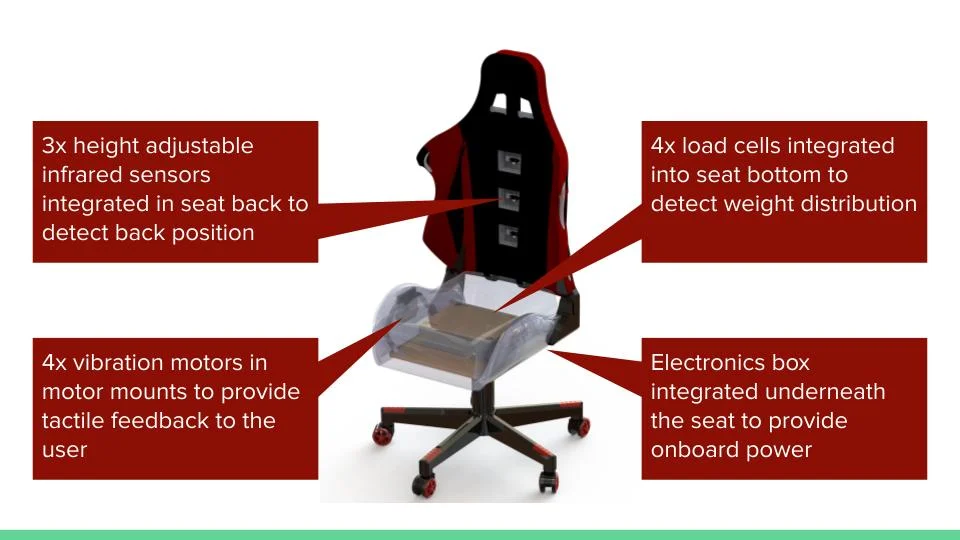 3x height adjustable
infrared sensors
integrated in seat back to
detect back position
4x load cells integrated
into seat bottom to
detect weight distribution
4x vibration motors in
motor mounts to provide
tactile feedback to the
user
Electronics box
integrated underneath
the seat to provide
onboard power